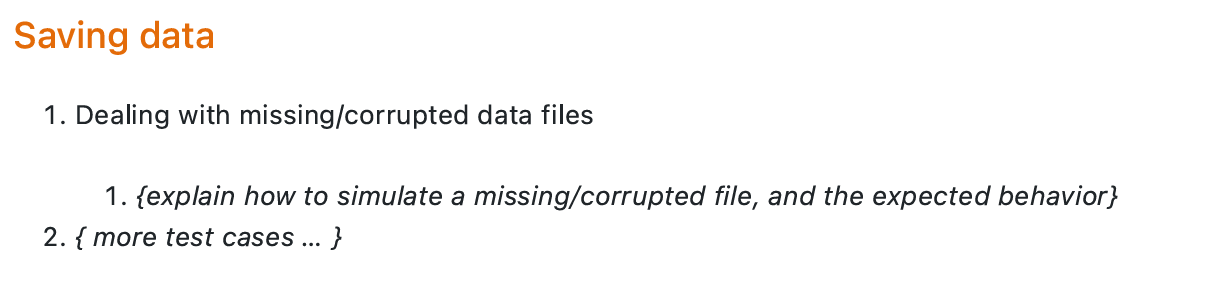 Saving data
1. Dealing with missing/corrupted data files
1. {explain how to simulate a missing/corrupted file, and the expected behavior}
2. { more test cases … }